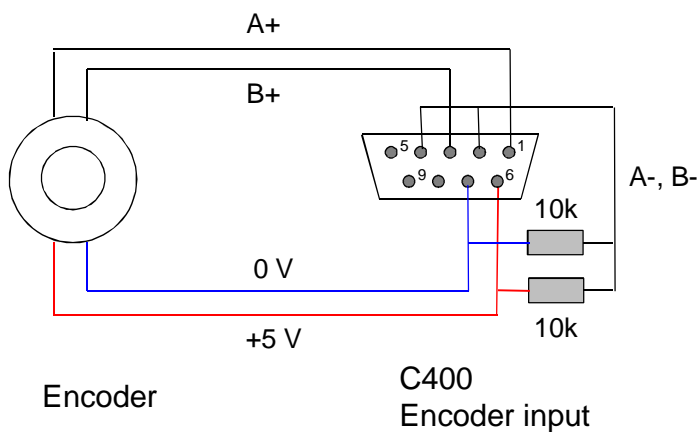 A+
B+
5
1
9
6
A-, B-
10k
0 V
10k
+5 V
Encoder
C400
Encoder input